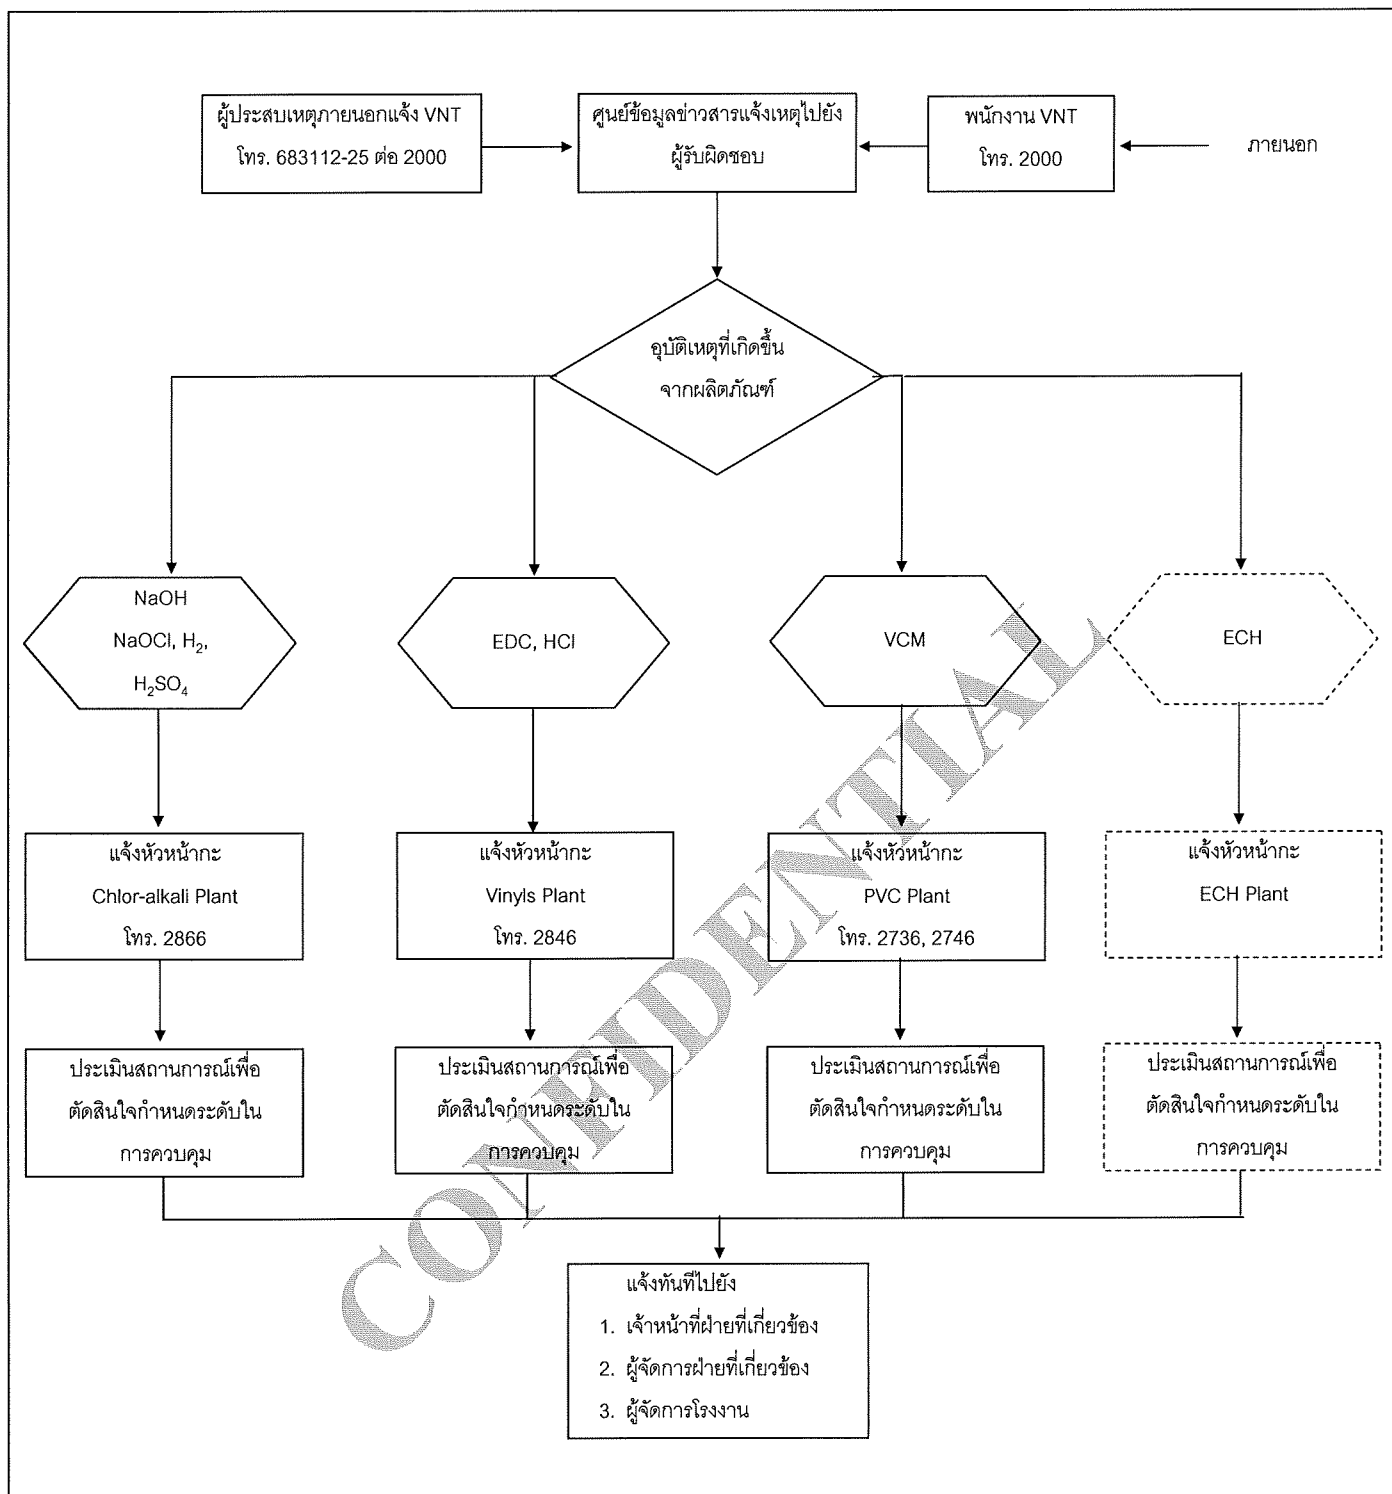 ผู้ประสบเหตุภายนอกแจ้ง VNT
โทร. 683112-25 ต่อ 2000
ศูนย์ข้อมูลข่าวสารแจ้งเหตุไปยัง
ผู้รับผิดชอบ
พนักงาน VNT
โทร. 2000
ภายนอก
อุบัติเหตุที่เกิดขึ้น
จากผลิตภัณฑ์
NaOH
NaOCl, H₂,
H₂SO₄
EDC, HCl
VCM
ECH
แจ้งหัวหน้ากะ
Chlor-alkali Plant
โทร. 2866
แจ้งหัวหน้ากะ
Vinyls Plant
โทร. 2846
แจ้งหัวหน้ากะ
PVC Plant
โทร. 2736, 2746
แจ้งหัวหน้ากะ
ECH Plant
ประเมินสถานการณ์เพื่อ
ตัดสินใจกำหนดระดับใน
การควบคุม
ประเมินสถานการณ์เพื่อ
ตัดสินใจกำหนดระดับใน
การควบคุม
ประเมินสถานการณ์เพื่อ
ตัดสินใจกำหนดระดับใน
การควบคุม
ประเมินสถานการณ์เพื่อ
ตัดสินใจกำหนดระดับใน
การควบคุม
แจ้งทันทีไปยัง
1. เจ้าหน้าที่ฝ่ายที่เกี่ยวข้อง
2. ผู้จัดการฝ่ายที่เกี่ยวข้อง
3. ผู้จัดการโรงงาน
CONFIDENTIAL